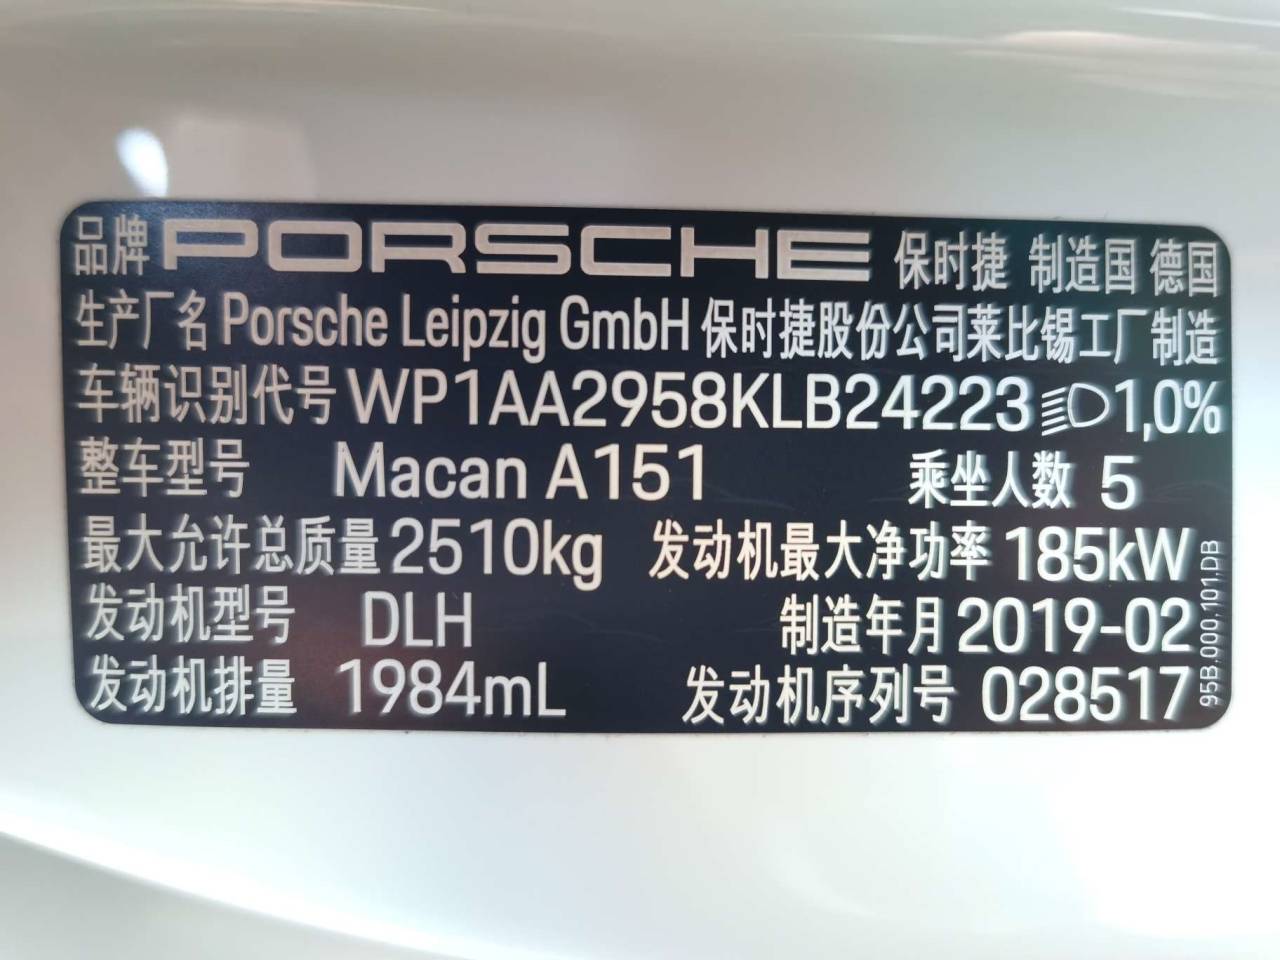 品牌 PORSCHE 保时捷 制造国 德国
生产厂名 Porsche Leipzig GmbH 保时捷股份公司莱比锡工厂制造
车辆识别代号 WP1AA2958KLB24223 1,0%
整车型号 Macan A151 乘坐人数 5
最大允许总质量 2510kg 发动机最大净功率 185kW
发动机型号 DLH 制造年月 2019-02
发动机排量 1984mL 发动机序列号 028517
95B.000.101.DB